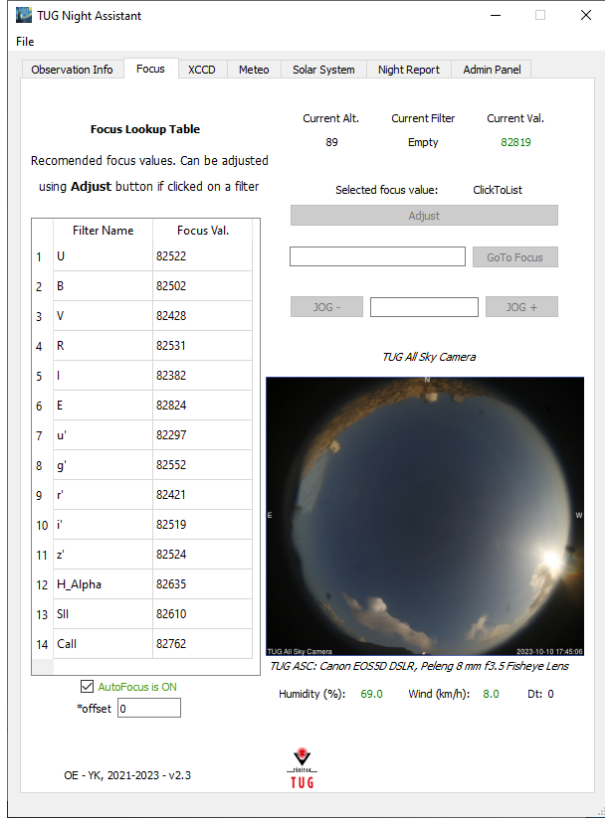 TUG Night Assistant
File
Observation Info Focus XCCD Meteo Solar System Night Report Admin Panel
Focus Lookup Table
Recomended focus values. Can be adjusted
using Adjust button if clicked on a filter
Current Alt. Current Filter Current Val.
89 Empty 82819
Selected focus value: ClickToList
Adjust
GoTo Focus
JOG - JOG +
Filter Name Focus Val.
1 U 82522
2 B 82502
3 V 82428
4 R 82531
5 I 82382
6 E 82824
7 u' 82297
8 g' 82552
9 r' 82421
10 i' 82519
11 z' 82524
12 H_Alpha 82635
13 SII 82610
14 CaII 82762
AutoFocus is ON
*offset 0
TUG All Sky Camera
N
E W
TUG All Sky Camera 2023-10-10 17:45:06
TUG ASC: Canon EOS5D DSLR, Peleng 8 mm f3.5 Fisheye Lens
Humidity (%): 69.0 Wind (km/h): 8.0 Dt: 0
OE - YK, 2021-2023 - v2.3
TUG